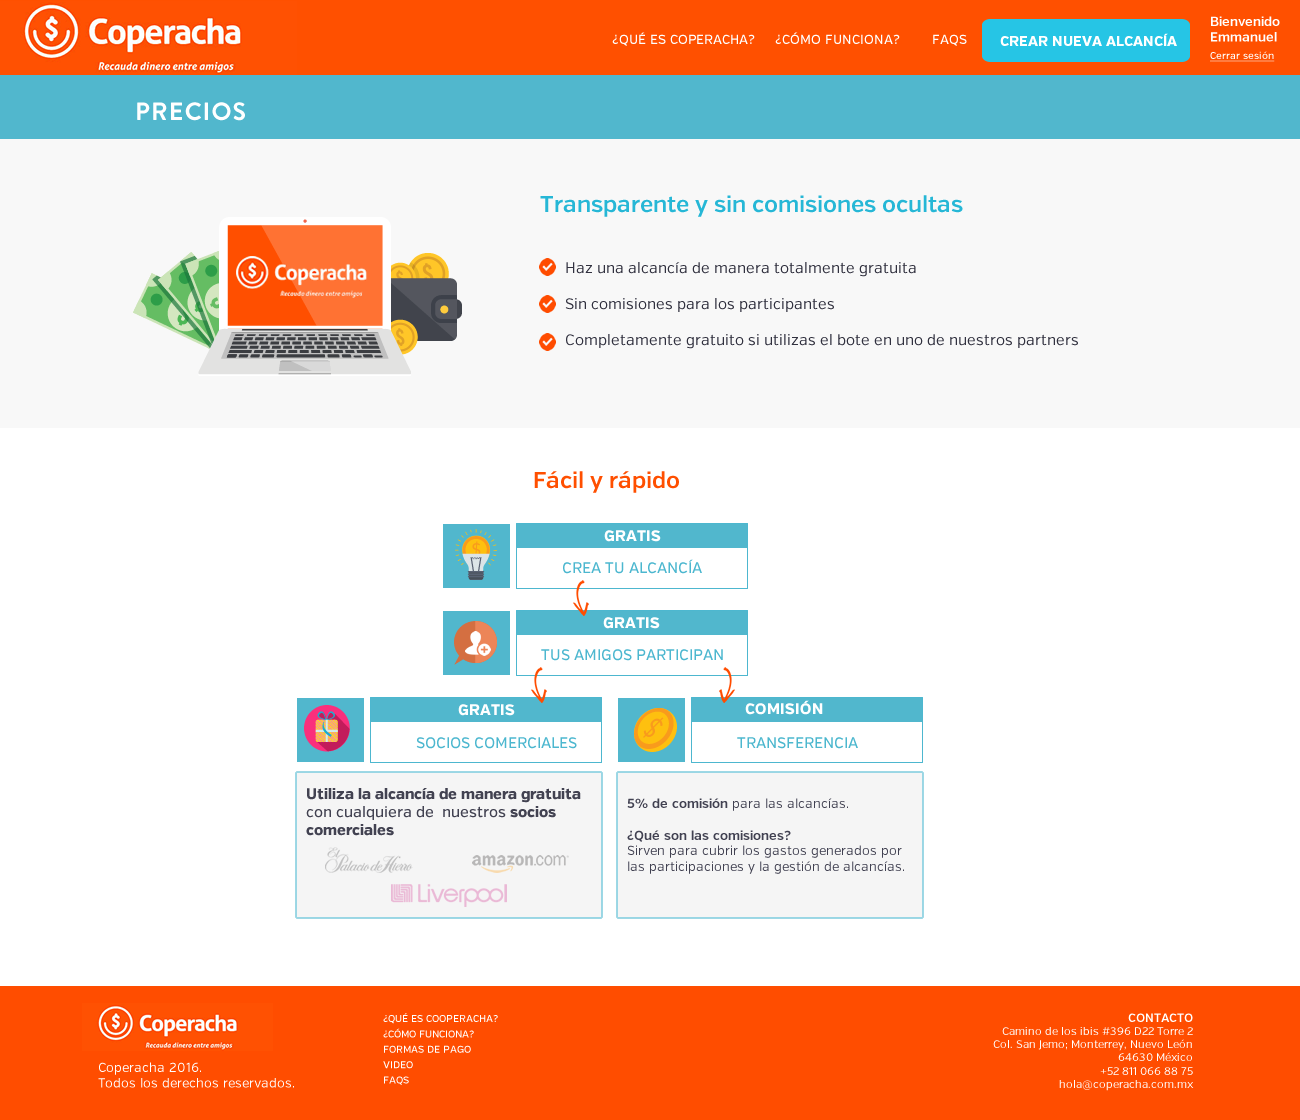 Coperacha
Recauda dinero entre amigos
¿QUÉ ES COPERACHA?
¿CÓMO FUNCIONA?
FAQS
CREAR NUEVA ALCANCÍA
Bienvenido
Emmanuel
Cerrar sesión
PRECIOS
Coperacha
Recauda dinero entre amigos
Transparente y sin comisiones ocultas
Haz una alcancía de manera totalmente gratuita
Sin comisiones para los participantes
Completamente gratuito si utilizas el bote en uno de nuestros partners
Fácil y rápido
GRATIS
CREA TU ALCANCÍA
GRATIS
TUS AMIGOS PARTICIPAN
GRATIS
SOCIOS COMERCIALES
Utiliza la alcancía de manera gratuita
con cualquiera de nuestros socios
comerciales
El Palacio de Hierro
amazon.com
Liverpool
COMISIÓN
TRANSFERENCIA
5% de comisión para las alcancías.
¿Qué son las comisiones?
Sirven para cubrir los gastos generados por
las participaciones y la gestión de alcancías.
Coperacha
Recauda dinero entre amigos
Coperacha 2016.
Todos los derechos reservados.
¿QUÉ ES COOPERACHA?
¿CÓMO FUNCIONA?
FORMAS DE PAGO
VIDEO
FAQS
CONTACTO
Camino de los ibis #396 D22 Torre 2
Col. San Jemo; Monterrey, Nuevo León
64630 México
+52 811 066 88 75
hola@coperacha.com.mx